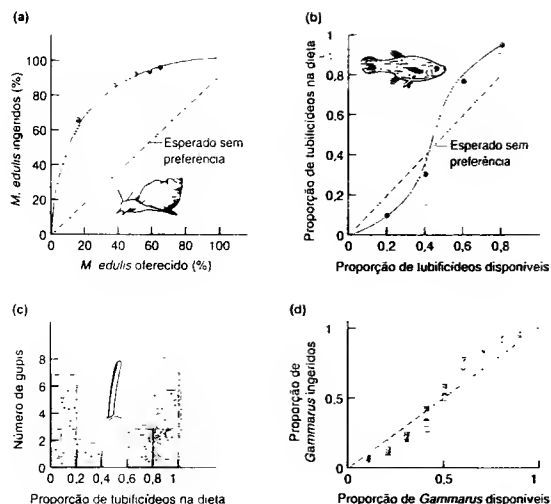 (a)
M. edulis ingeridos (%)
100
80
60
40
20
0
Esperado sem
preferência
0 20 40 60 80 100
M edulis oferecido (%)
(b)
Proporção de tubificídeos na dieta
1
0,8
0,6
0,4
0,2
0
Esperado sem
preferência
0,2 0,4 0,6 0,8
Proporção de tubificídeos disponíveis
(c)
Número de gupis
8
6
4
2
0
0,2 0,4 0,6 0,8 1
Proporção de tubificídeos na dieta
(d)
Proporção de
Gammarus ingeridos
1,0
0,5
0
0,5 1
Proporção de Gammarus disponíveis